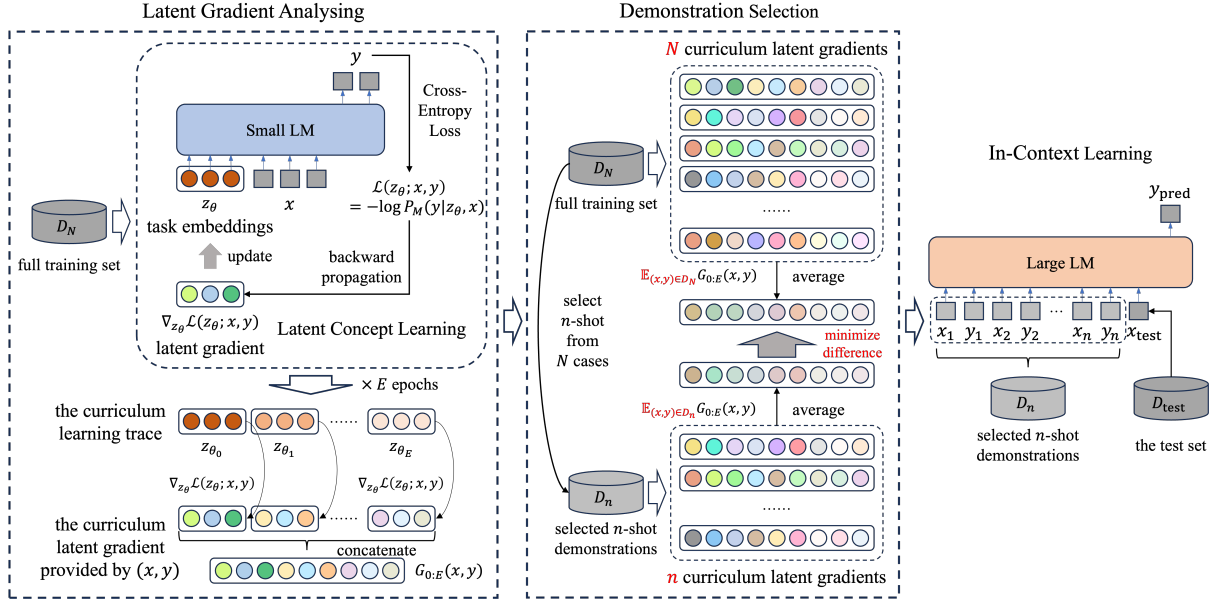 Latent Gradient Analysing
y
Cross-
Entropy
Loss
Small LM
z_θ
x
ℒ(z_θ; x, y)
= −log P_M(y|z_θ, x)
task embeddings
D_N
full training set
update
backward
propagation
∇_{z_θ}ℒ(z_θ; x, y)
latent gradient
Latent Concept Learning
× E epochs
the curriculum
learning trace
z_{θ_0}
z_{θ_1}
......
z_{θ_E}
∇_{z_θ}ℒ(z_θ; x, y)
∇_{z_θ}ℒ(z_θ; x, y)
the curriculum
latent gradient
provided by (x, y)
......
concatenate
G_{0:E}(x, y)
Demonstration Selection
N curriculum latent gradients
D_N
full training set
......
𝔼_{(x,y)∈D_N}G_{0:E}(x, y)
average
select
n-shot
from
N cases
minimize
difference
𝔼_{(x,y)∈D_n}G_{0:E}(x, y)
average
D_n
selected n-shot
demonstrations
......
n curriculum latent gradients
In-Context Learning
y_pred
Large LM
x_1 y_1 x_2 y_2 ... x_n y_n x_test
D_n
selected n-shot
demonstrations
D_test
the test set